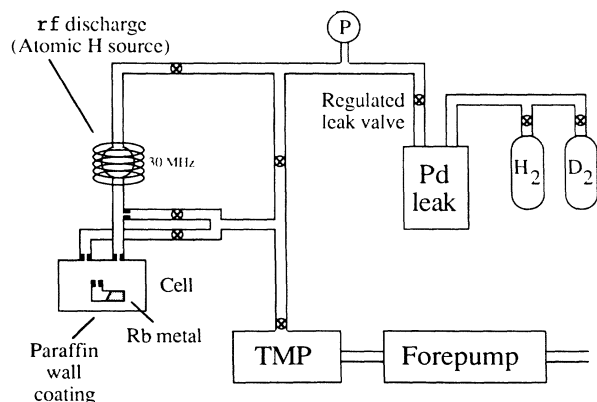 rf discharge
(Atomic H source)
P
Regulated
leak valve
30 MHz
Pd
leak
H2
D2
Cell
Rb metal
Paraffin
wall
coating
TMP
Forepump